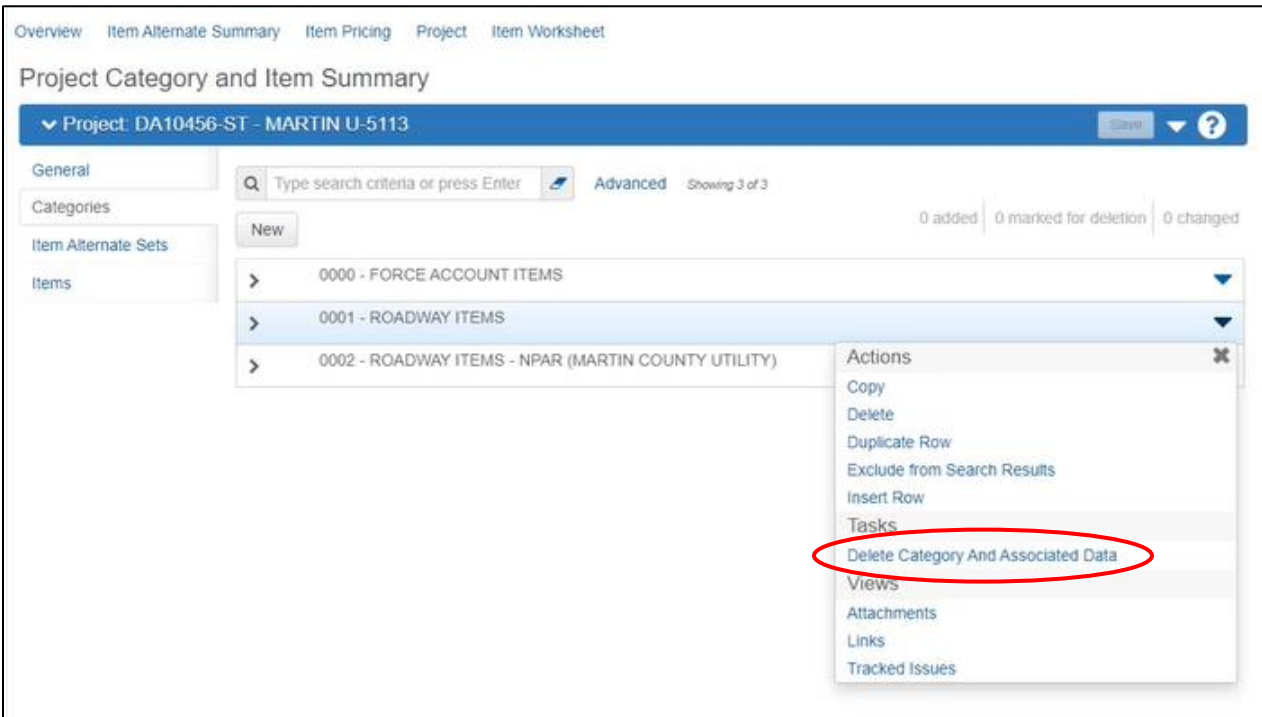 Overview Item Alternate Summary Item Pricing Project Item Worksheet
Project Category and Item Summary
Project: DA10456-ST - MARTIN U-5113 Save ?
General
Categories
Item Alternate Sets
Items
Type search criteria or press Enter Advanced Showing 3 of 3
New 0 added 0 marked for deletion 0 changed
0000 - FORCE ACCOUNT ITEMS
0001 - ROADWAY ITEMS
0002 - ROADWAY ITEMS - NPAR (MARTIN COUNTY UTILITY)
Actions
Copy
Delete
Duplicate Row
Exclude from Search Results
Insert Row
Tasks
Delete Category And Associated Data
Views
Attachments
Links
Tracked Issues